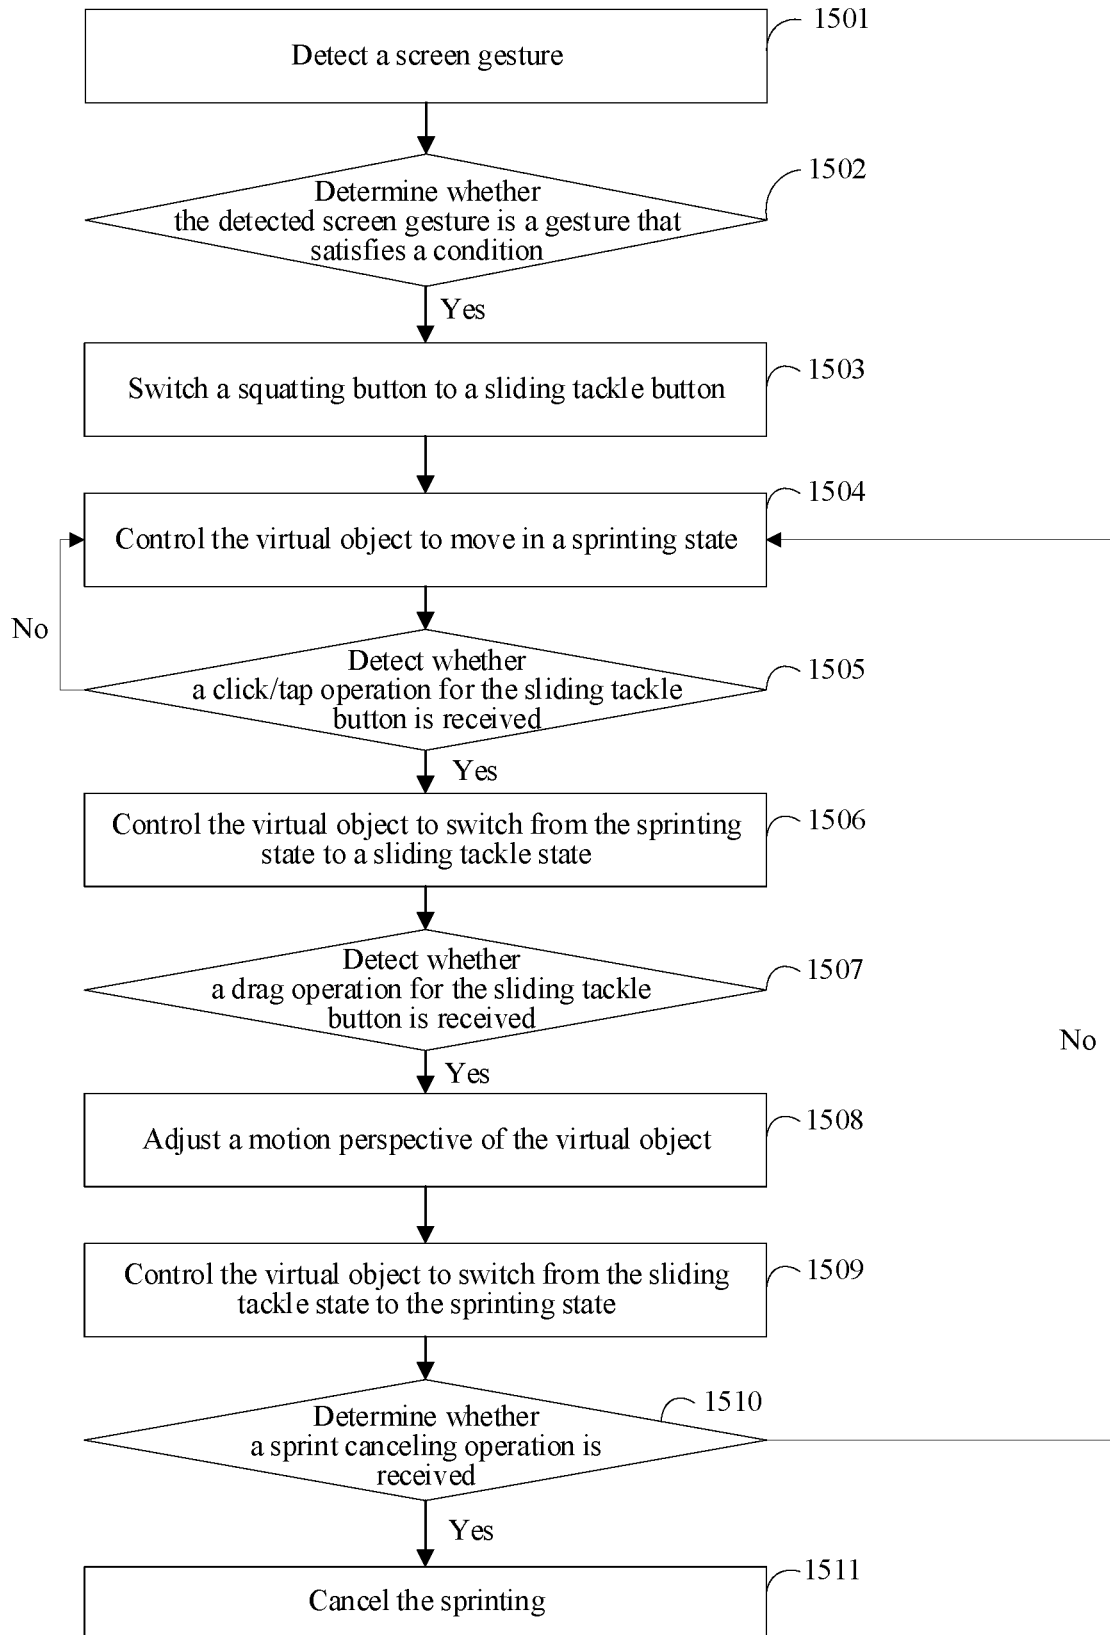 1501
Detect a screen gesture
1502
Determine whether
the detected screen gesture is a gesture that
satisfies a condition
Yes
1503
Switch a squatting button to a sliding tackle button
1504
Control the virtual object to move in a sprinting state
No
Detect whether
1505
a click/tap operation for the sliding tackle
button is received
Yes
1506
Control the virtual object to switch from the sprinting
state to a sliding tackle state
Detect whether
1507
a drag operation for the sliding tackle
button is received
No
Yes
1508
Adjust a motion perspective of the virtual object
1509
Control the virtual object to switch from the sliding
tackle state to the sprinting state
1510
Determine whether
a sprint canceling operation is
received
Yes
1511
Cancel the sprinting